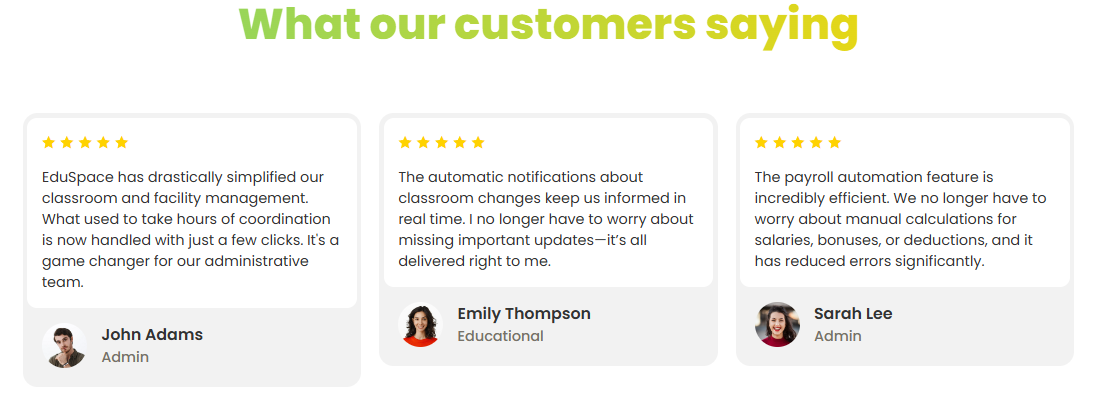 What our customers saying
EduSpace has drastically simplified our
classroom and facility management.
What used to take hours of coordination
is now handled with just a few clicks. It's a
game changer for our administrative
team.
John Adams
Admin
The automatic notifications about
classroom changes keep us informed in
real time. I no longer have to worry about
missing important updates—it’s all
delivered right to me.
Emily Thompson
Educational
The payroll automation feature is
incredibly efficient. We no longer have to
worry about manual calculations for
salaries, bonuses, or deductions, and it
has reduced errors significantly.
Sarah Lee
Admin